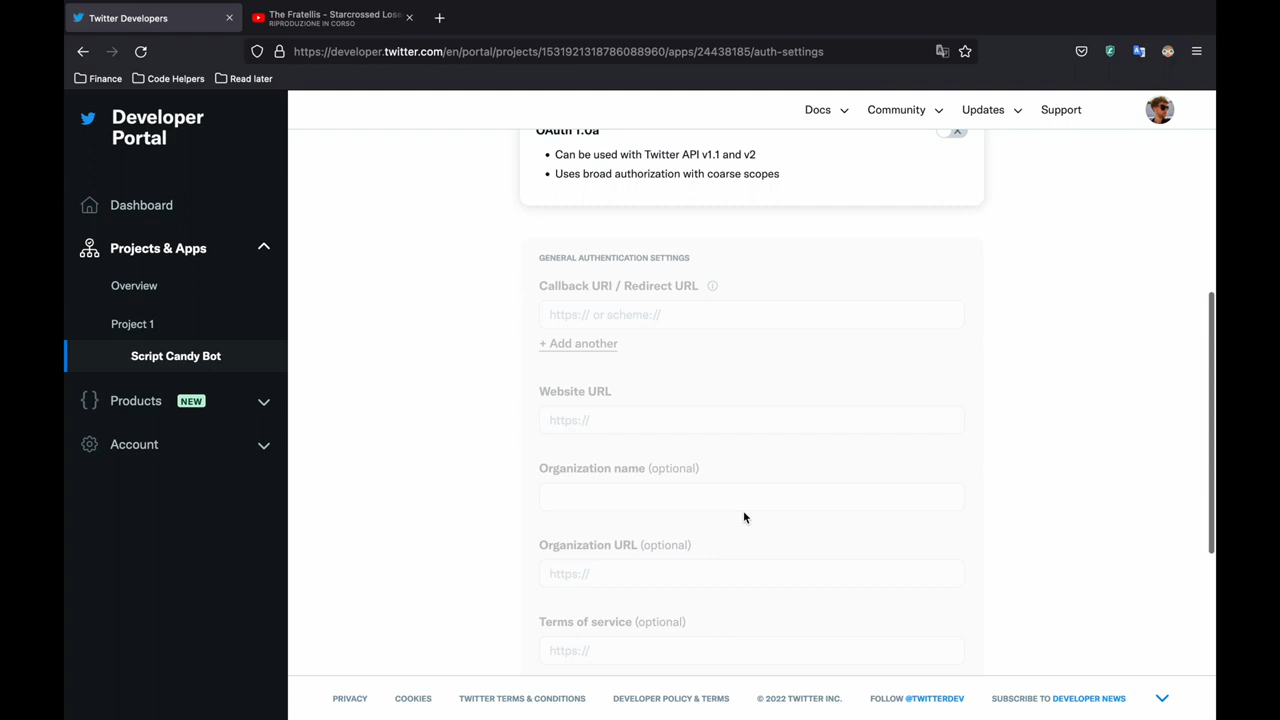 Twitter Developers
The Fratellis - Starcrossed Los
RIPRODUZIONE IN CORSO
https://developer.twitter.com/en/portal/projects/1531921318786088960/apps/24438185/auth-settings
Finance
Code Helpers
Read later
Developer
Portal
Dashboard
Projects & Apps
Overview
Project 1
Script Candy Bot
Products NEW
Account
Docs
Community
Updates
Support
OAuth 1.0a
• Can be used with Twitter API v1.1 and v2
• Uses broad authorization with coarse scopes
GENERAL AUTHENTICATION SETTINGS
Callback URI / Redirect URL
https:// or scheme://
+ Add another
Website URL
https://
Organization name (optional)
Organization URL (optional)
https://
Terms of service (optional)
https://
PRIVACY
COOKIES
TWITTER TERMS & CONDITIONS
DEVELOPER POLICY & TERMS
© 2022 TWITTER INC.
FOLLOW @TWITTERDEV
SUBSCRIBE TO DEVELOPER NEWS